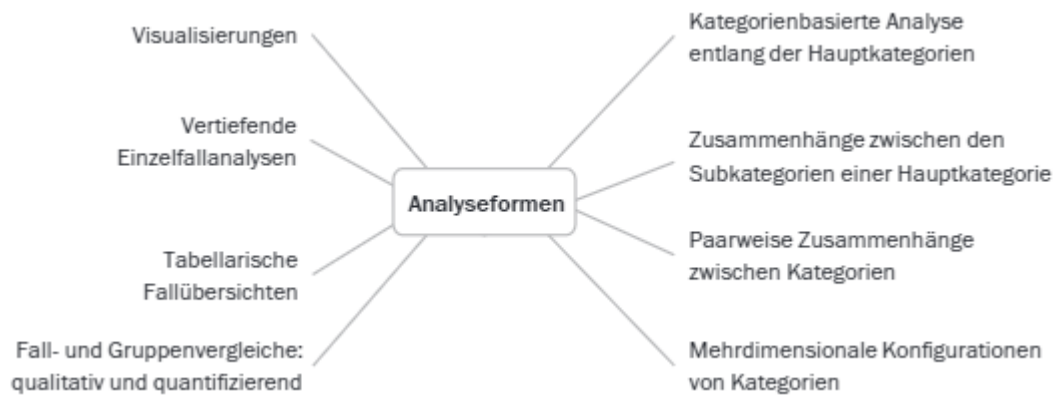 Visualisierungen
Vertiefende
Einzelfallanalysen
Tabellarische
Fallübersichten
Fall- und Gruppenvergleiche:
qualitativ und quantifizierend
Analyseformen
Kategorienbasierte Analyse
entlang der Hauptkategorien
Zusammenhänge zwischen den
Subkategorien einer Hauptkategorie
Paarweise Zusammenhänge
zwischen Kategorien
Mehrdimensionale Konfigurationen
von Kategorien